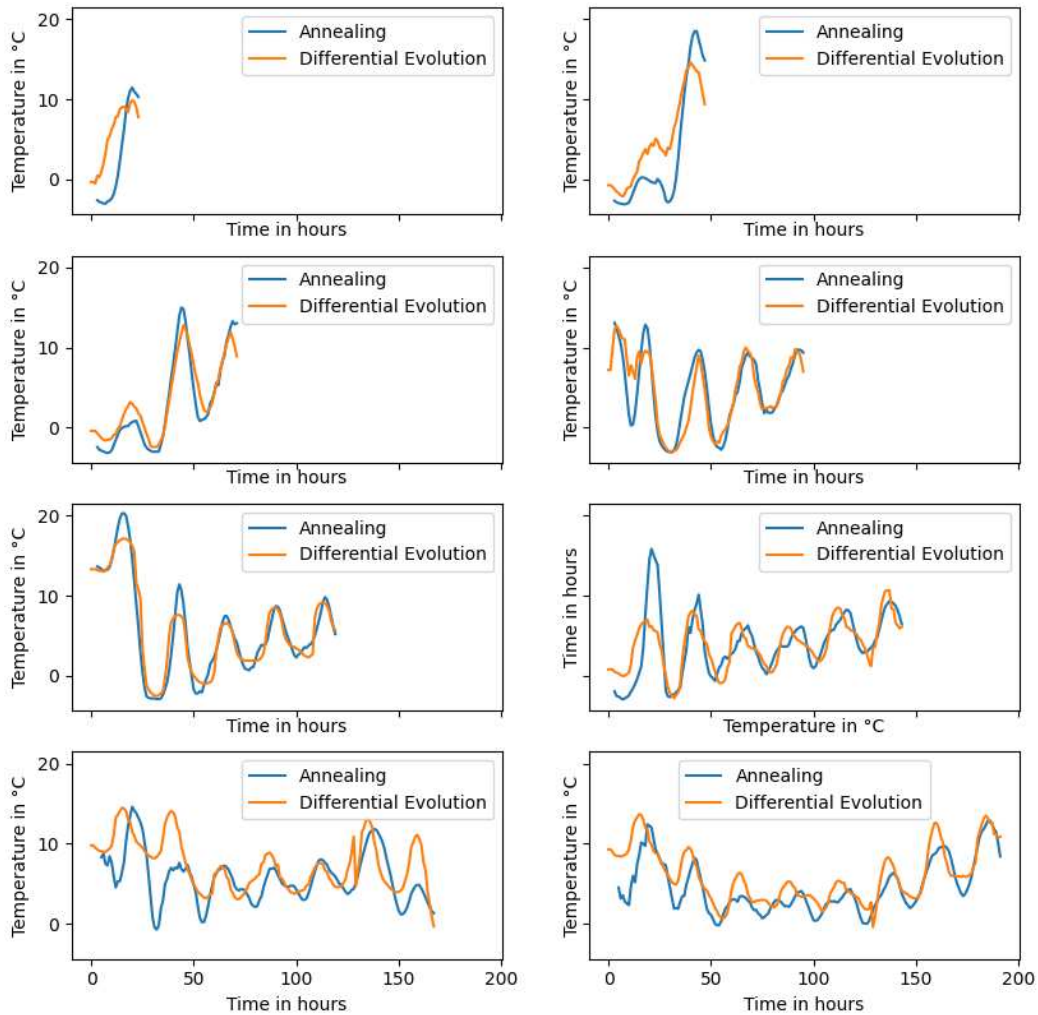 20
10
0
Temperature in °C
Annealing
Differential Evolution
Time in hours
Temperature in °C
Annealing
Differential Evolution
Time in hours
20
10
0
Temperature in °C
Annealing
Differential Evolution
Time in hours
Temperature in °C
Annealing
Differential Evolution
Time in hours
20
10
0
Temperature in °C
Annealing
Differential Evolution
Time in hours
Time in hours
Annealing
Differential Evolution
Temperature in °C
20
10
0
Temperature in °C
Annealing
Differential Evolution
0 50 100 150 200
Time in hours
Temperature in °C
Annealing
Differential Evolution
0 50 100 150 200
Time in hours